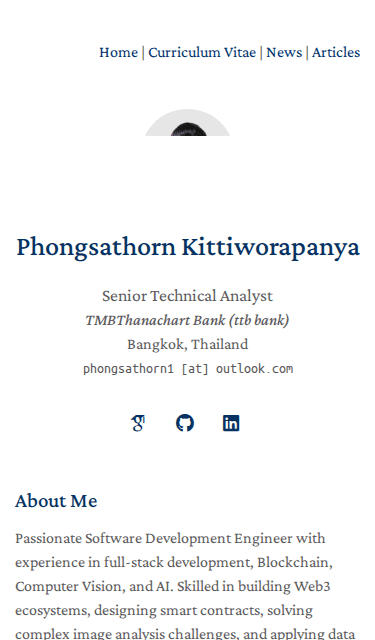 Home | Curriculum Vitae | News | Articles
Phongsathorn Kittiworapanya
Senior Technical Analyst
TMBThanachart Bank (ttb bank)
Bangkok, Thailand
phongsathorn1 [at] outlook.com
About Me
Passionate Software Development Engineer with
experience in full-stack development, Blockchain,
Computer Vision, and AI. Skilled in building Web3
ecosystems, designing smart contracts, solving
complex image analysis challenges, and applying data